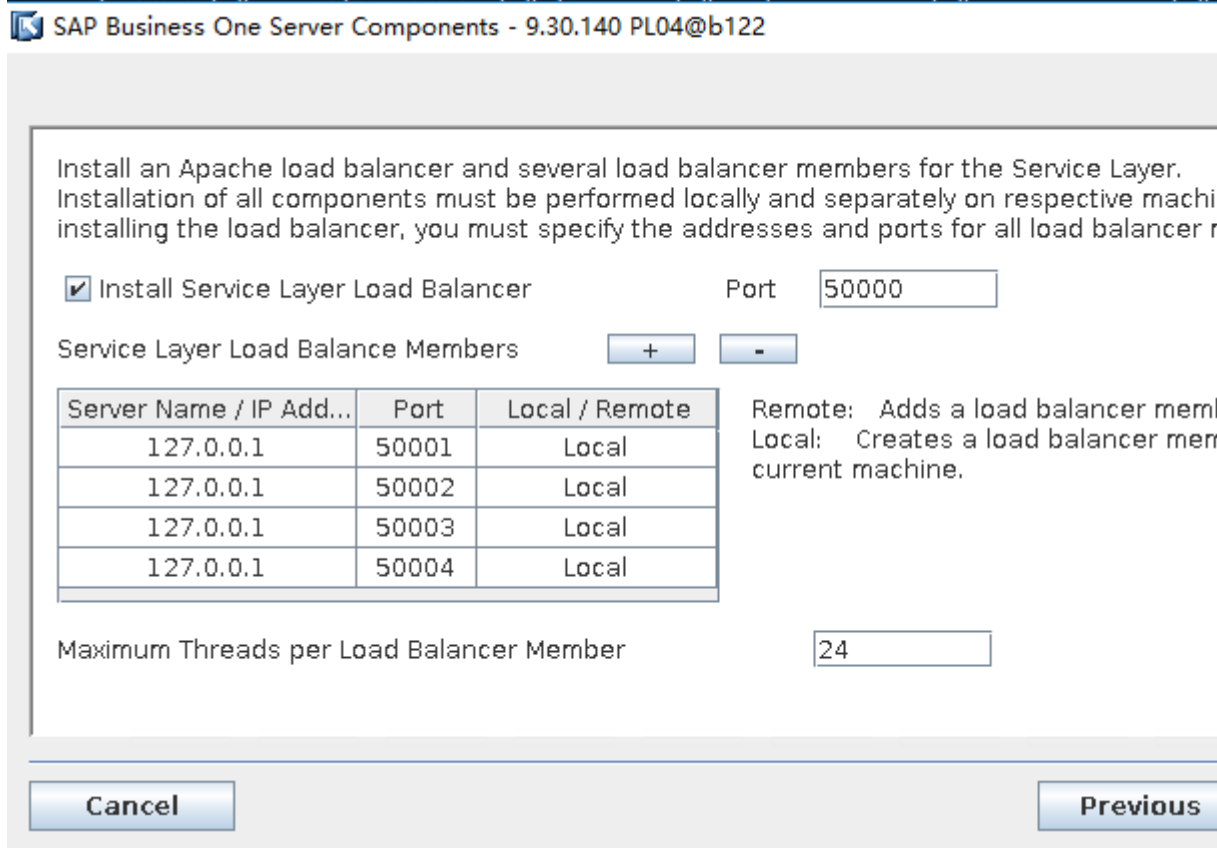 SAP Business One Server Components - 9.30.140 PL04@b122
Install an Apache load balancer and several load balancer members for the Service Layer.
Installation of all components must be performed locally and separately on respective
installing the load balancer, you must specify the addresses and ports for all load balancer
Install Service Layer Load Balancer Port 50000
Service Layer Load Balance Members + -
Server Name / IP Add... Port Local / Remote
127.0.0.1 50001 Local
127.0.0.1 50002 Local
127.0.0.1 50003 Local
127.0.0.1 50004 Local
Remote: Adds a load balancer
Local: Creates a load balancer
current machine.
Maximum Threads per Load Balancer Member 24
Cancel Previous